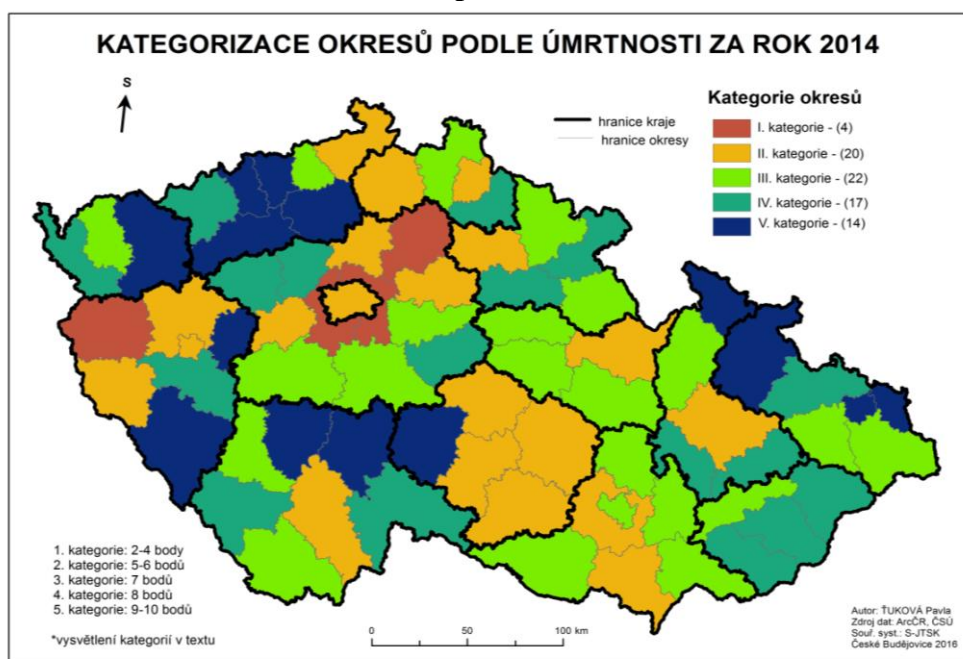 KATEGORIZACE OKRESŮ PODLE ÚMRTNOSTI ZA ROK 2014
S
hranice kraje
hranice okresy
Kategorie okresů
I. kategorie - (4)
II. kategorie - (20)
III. kategorie - (22)
IV. kategorie - (17)
V. kategorie - (14)
1. kategorie: 2-4 body
2. kategorie: 5-6 bodů
3. kategorie: 7 bodů
4. kategorie: 8 bodů
5. kategorie: 9-10 bodů
*vysvětlení kategorií v textu
0 50 100 km
Autor: ŤUKOVÁ Pavla
Zdroj dat: ArcČR, ČSÚ
Souř. syst.: S-JTSK
České Budějovice 2016